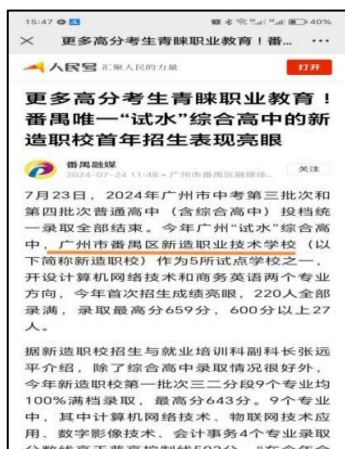 15:47
40%
× 更多高分考生青睐职业教育！番... ···
人民号 汇聚人民的力量 打开
更多高分考生青睐职业教育！
番禺唯一“试水”综合高中的新
造职校首年招生表现亮眼
番禺融媒
2024-07-24 11:48 · 广州市番禺区融媒体...
关注
7月23日，2024年广州市中考第三批次和
第四批次普通高中（含综合高中）投档统
一录取全部结束。今年广州“试水”综合高
中，广州市番禺区新造职业技术学校（以
下简称新造职校）作为5所试点学校之一，
开设计算机网络技术和商务英语两个专业
方向，今年首次招生成绩亮眼，220人全部
录满，录取最高分659分，600分以上27
人。
据新造职校招生与就业培训科副科长张远
平介绍，除了综合高中录取情况很好外，
今年新造职校第一批次三二分段9个专业均
100%满档录取，最高分643分。9个专业
中，其中计算机网络技术、物联网技术应
用、数字影像技术、会计事务4个专业录取